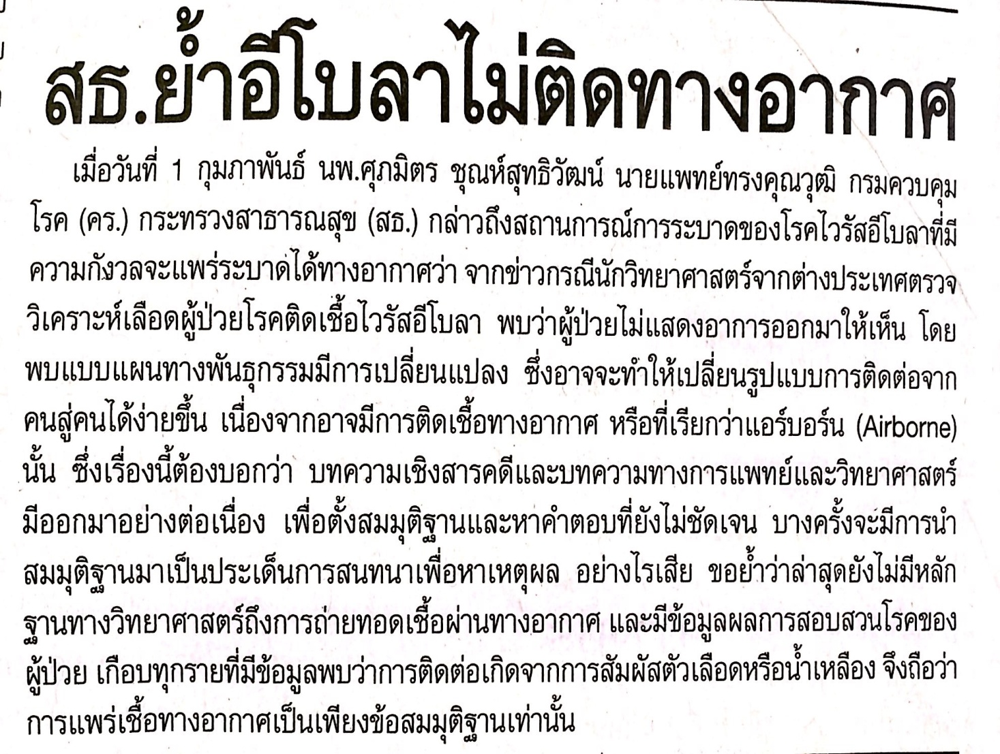 สธ.ย้ำอีโบลาไม่ติดทางอากาศ
เมื่อวันที่ 1 กุมภาพันธ์ นพ.ศุภมิตร ชุณห์สุทธิวัฒน์ นายแพทย์ทรงคุณวุฒิ กรมควบคุม
โรค (คร.) กระทรวงสาธารณสุข (สธ.) กล่าวถึงสถานการณ์การระบาดของโรคไวรัสอีโบลาที่มี
ความกังวลจะแพร่ระบาดได้ทางอากาศว่า จากข่าวกรณีนักวิทยาศาสตร์จากต่างประเทศตรวจ
วิเคราะห์เลือดผู้ป่วยโรคติดเชื้อไวรัสอีโบลา พบว่าผู้ป่วยไม่แสดงอาการออกมาให้เห็น โดย
พบแบบแผนทางพันธุกรรมมีการเปลี่ยนแปลง ซึ่งอาจจะทำให้เปลี่ยนรูปแบบการติดต่อจาก
คนสู่คนได้ง่ายขึ้น เนื่องจากอาจมีการติดเชื้อทางอากาศ หรือที่เรียกว่าแอร์บอร์น (Airborne)
นั้น ซึ่งเรื่องนี้ต้องบอกว่า บทความเชิงสารคดีและบทความทางการแพทย์และวิทยาศาสตร์
มีออกมาอย่างต่อเนื่อง เพื่อตั้งสมมุติฐานและหาคำตอบที่ยังไม่ชัดเจน บางครั้งจะมีการนำ
สมมุติฐานมาเป็นประเด็นการสนทนาเพื่อหาเหตุผล อย่างไรเสีย ขอย้ำว่าล่าสุดยังไม่มีหลัก
ฐานทางวิทยาศาสตร์ถึงการถ่ายทอดเชื้อผ่านทางอากาศ และมีข้อมูลผลการสอบสวนโรคของ
ผู้ป่วย เกือบทุกรายที่มีข้อมูลพบว่าการติดต่อเกิดจากการสัมผัสตัวเลือดหรือน้ำเหลือง จึงถือว่า
การแพร่เชื้อทางอากาศเป็นเพียงข้อสมมุติฐานเท่านั้น